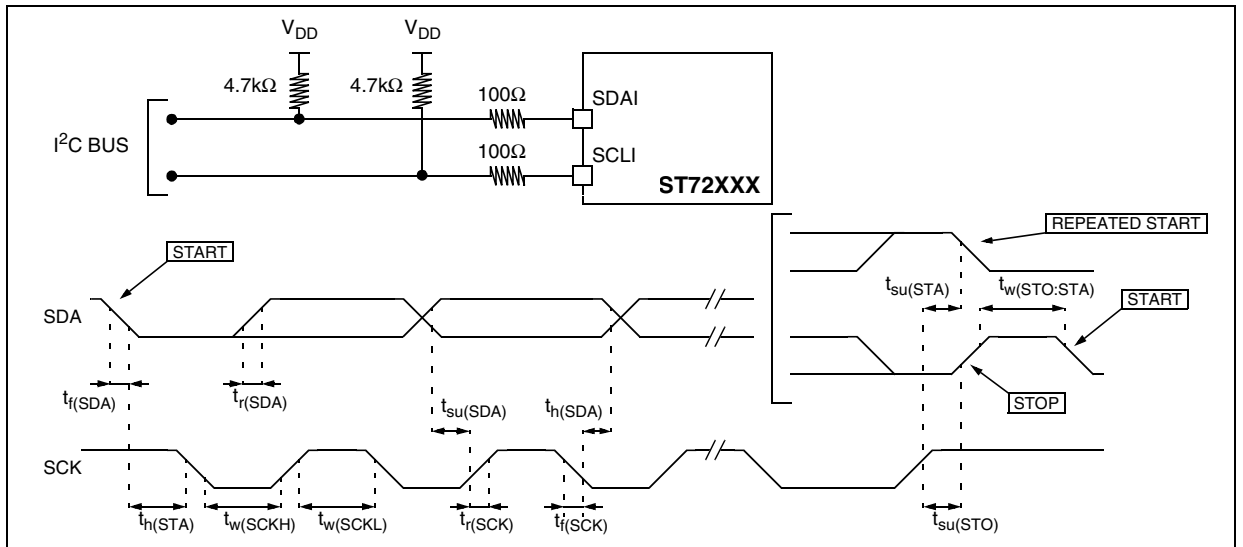 V_DD V_DD
4.7kΩ 4.7kΩ
100Ω SDAI
I²C BUS
100Ω SCLI
ST72XXX
REPEATED START
START
t_su(STA) t_w(STO:STA) START
SDA
t_f(SDA) t_r(SDA) t_su(SDA) t_h(SDA)
STOP
SCK
t_h(STA) t_w(SCKH) t_w(SCKL) t_r(SCK) t_f(SCK) t_su(STO)